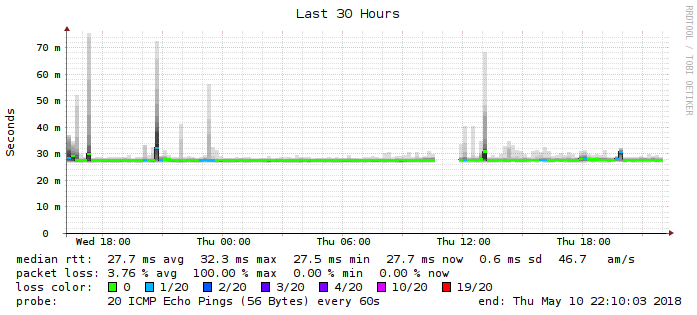 Last 30 Hours
RRDTOOL / TOBI OETIKER
Seconds
70 m
60 m
50 m
40 m
30 m
20 m
10 m
0
Wed 18:00 Thu 00:00 Thu 06:00 Thu 12:00 Thu 18:00
median rtt: 27.7 ms avg 32.3 ms max 27.5 ms min 27.7 ms now 0.6 ms sd 46.7 am/s
packet loss: 3.76 % avg 100.00 % max 0.00 % min 0.00 % now
loss color: 0 1/20 2/20 3/20 4/20 10/20 19/20
probe: 20 ICMP Echo Pings (56 Bytes) every 60s end: Thu May 10 22:10:03 2018